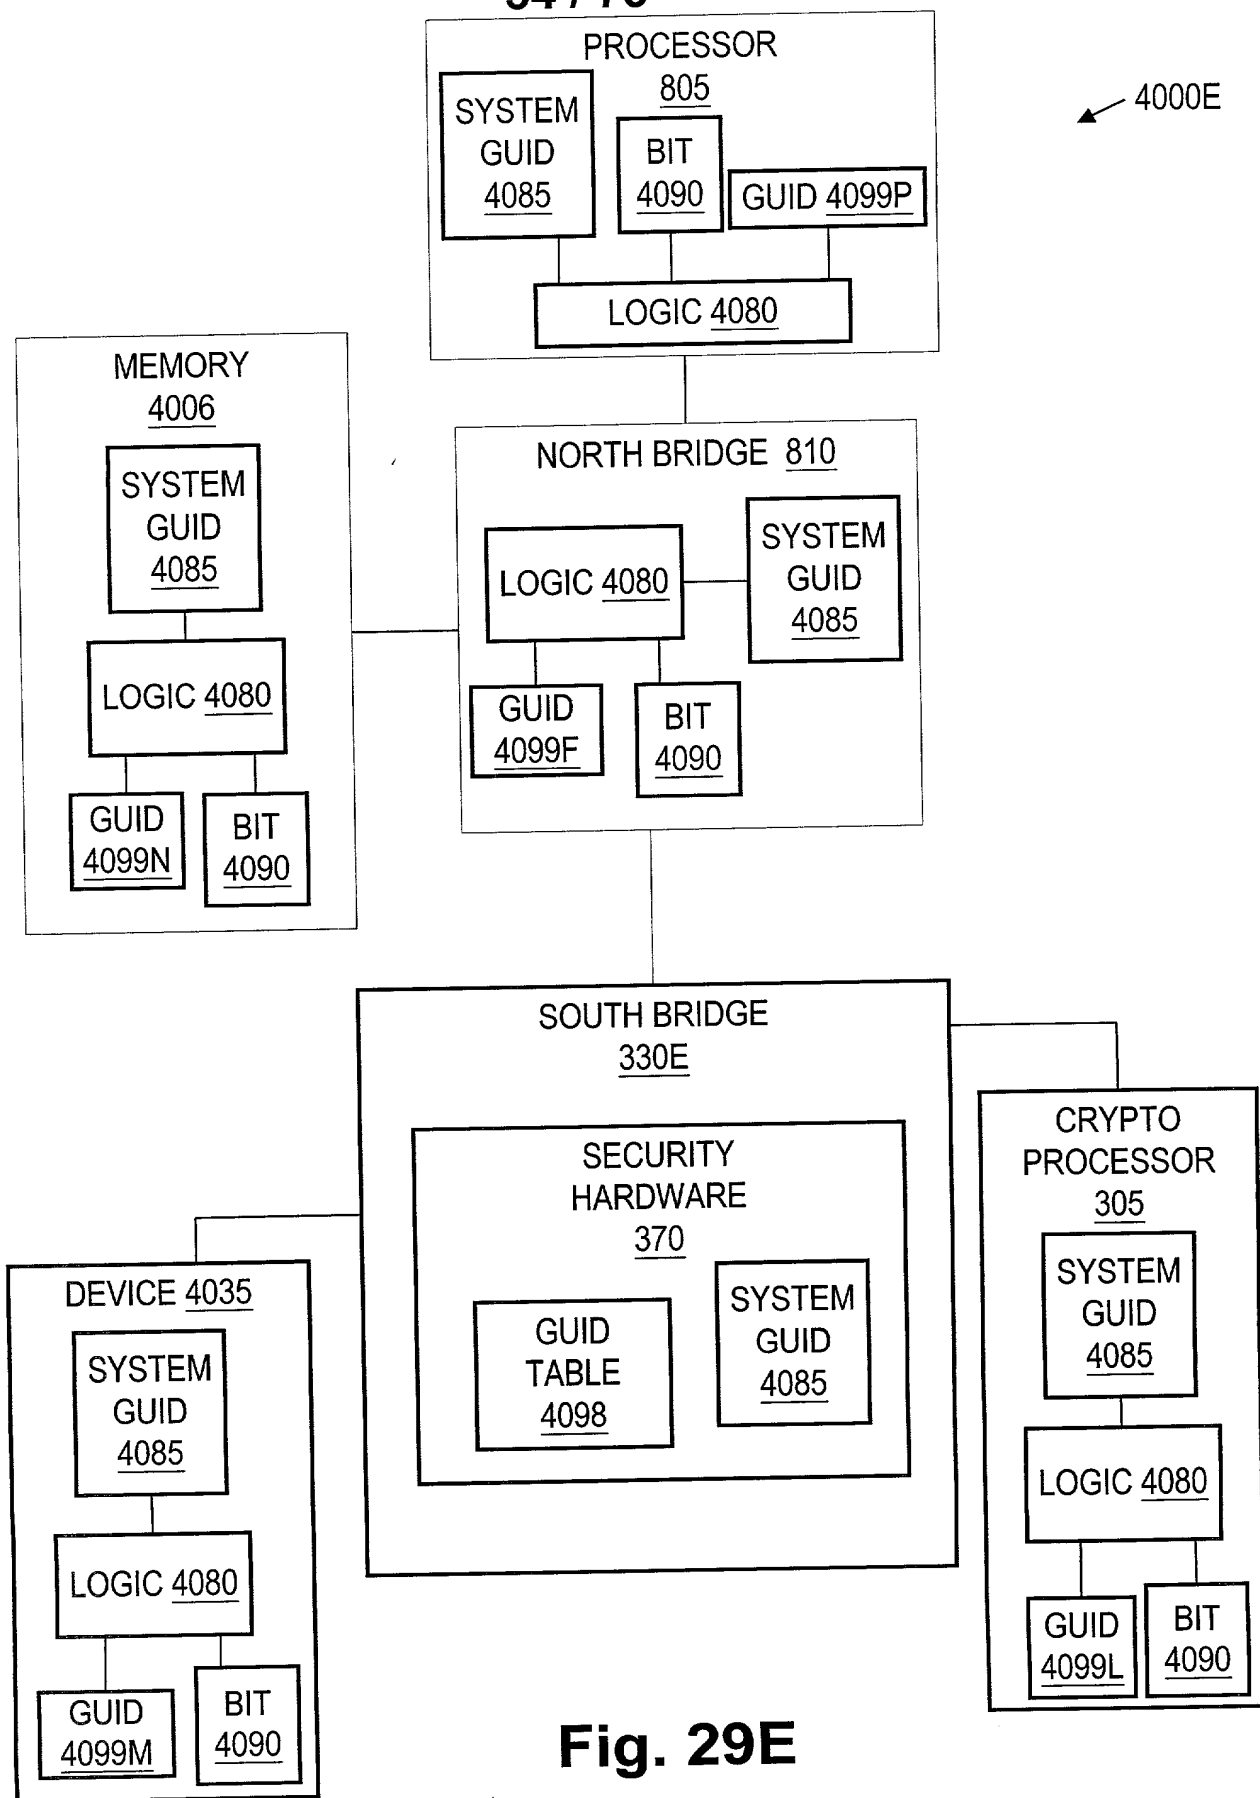 PROCESSOR
805
4000E
SYSTEM
GUID
4085
BIT
4090
GUID 4099P
LOGIC 4080
MEMORY
4006
SYSTEM
GUID
4085
LOGIC 4080
GUID
4099N
BIT
4090
NORTH BRIDGE 810
LOGIC 4080
SYSTEM
GUID
4085
GUID
4099F
BIT
4090
SOUTH BRIDGE
330E
SECURITY
HARDWARE
370
GUID
TABLE
4098
SYSTEM
GUID
4085
CRYPTO
PROCESSOR
305
SYSTEM
GUID
4085
LOGIC 4080
GUID
4099L
BIT
4090
DEVICE 4035
SYSTEM
GUID
4085
LOGIC 4080
GUID
4099M
BIT
4090
Fig. 29E